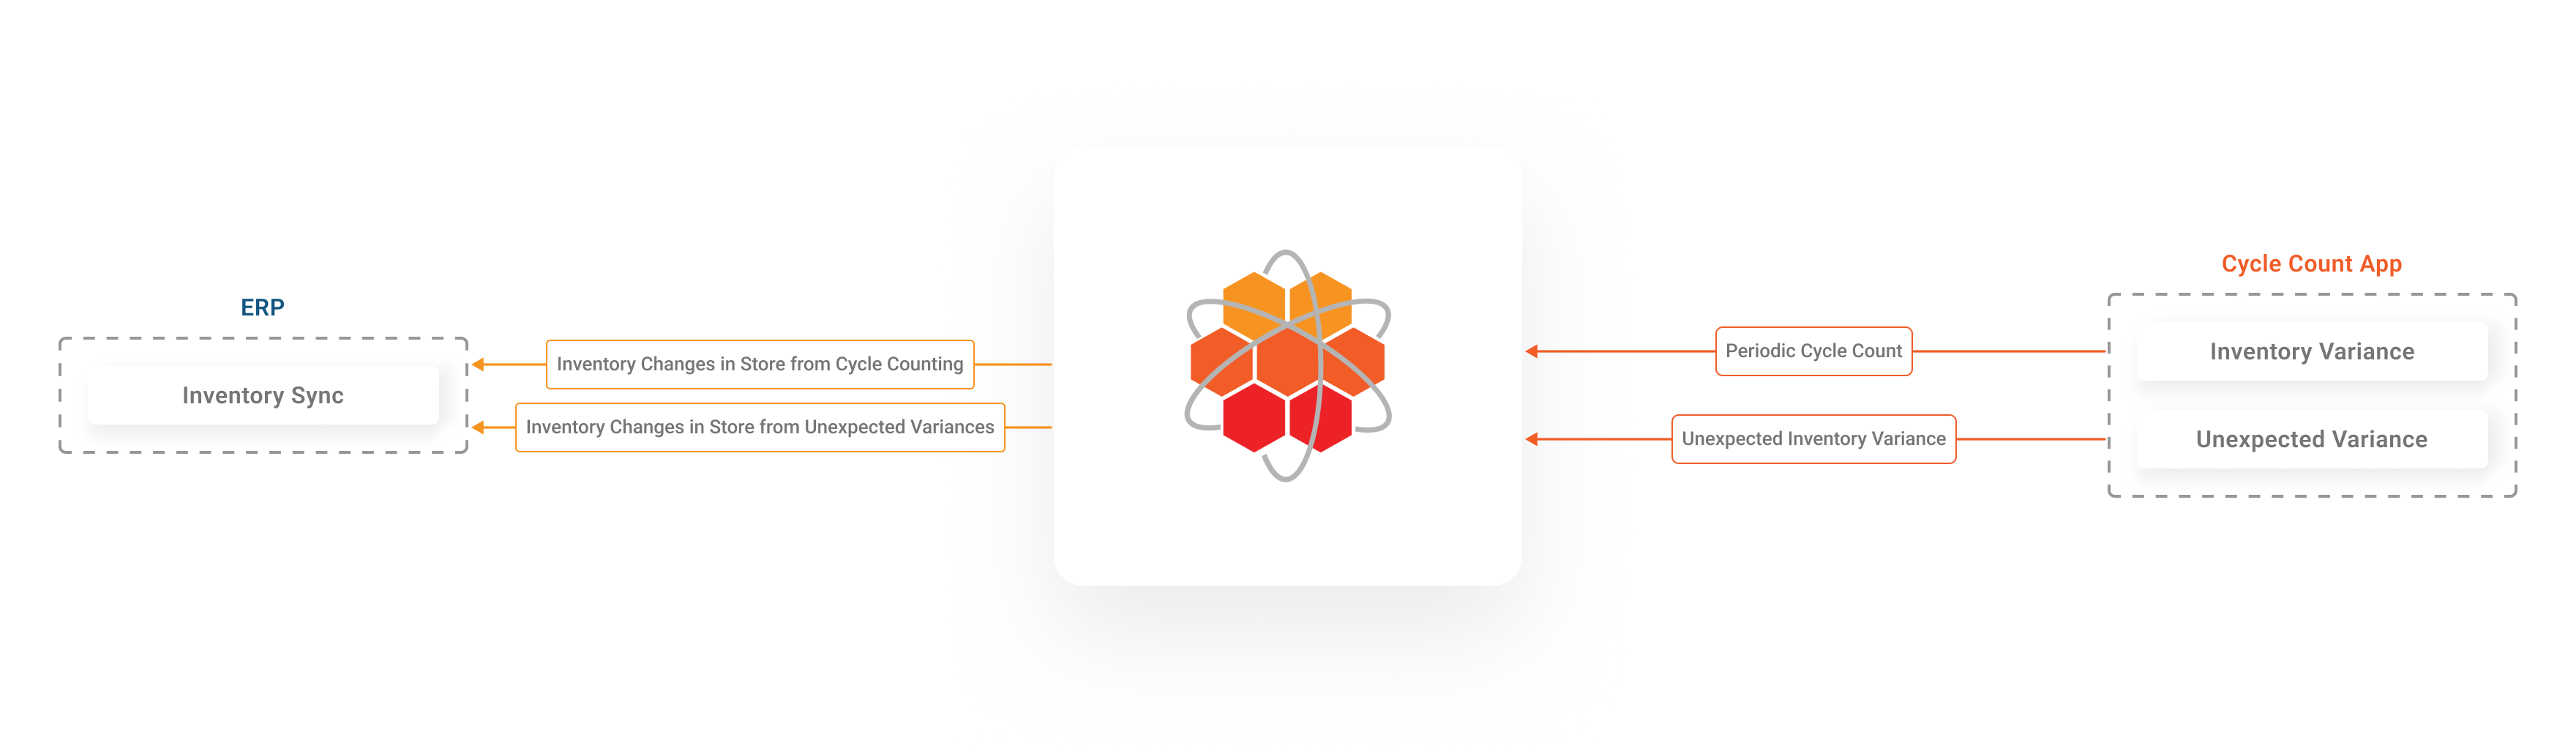 ERP
Inventory Sync
Inventory Changes in Store from Cycle Counting
Inventory Changes in Store from Unexpected Variances
Periodic Cycle Count
Unexpected Inventory Variance
Cycle Count App
Inventory Variance
Unexpected Variance